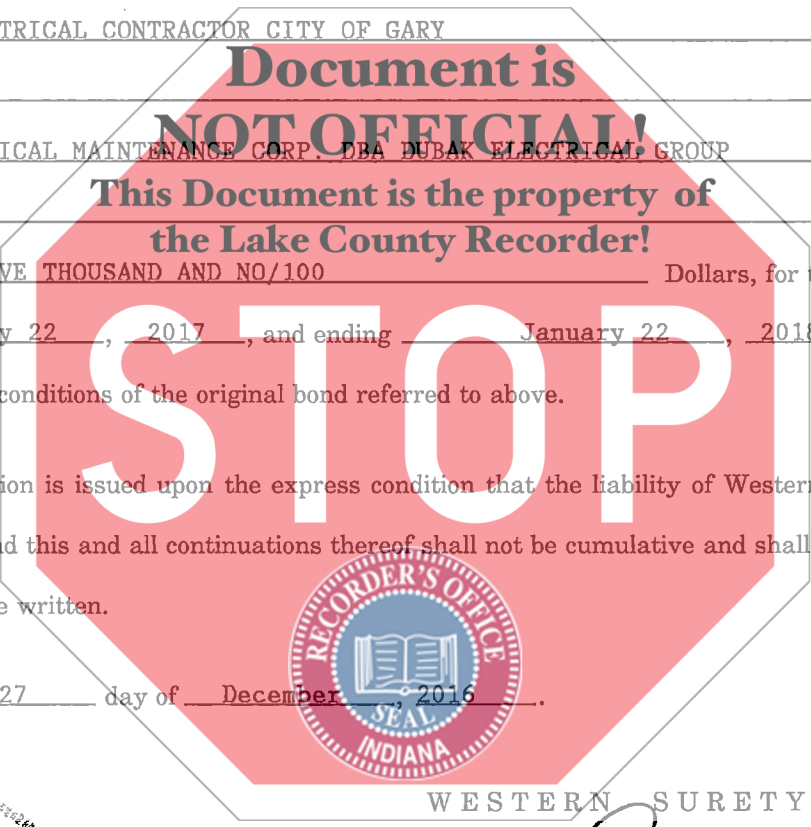 TRICAL CONTRACTOR CITY OF GARY
Document is
NOT OFFICIAL!
ICAL MAINTENANCE CORP. DBA DUBAK ELECTRICAL GROUP
This Document is the property of
the Lake County Recorder!
VE THOUSAND AND NO/100 Dollars, for t
y 22 , 2017 , and ending January 22 , 2018
STOP
conditions of the original bond referred to above.
ion is issued upon the express condition that the liability of Western
d this and all continuations thereof shall not be cumulative and shall
e written.
RECORDER'S OFFICE
SEAL
INDIANA
27 day of December , 2016 .
WESTERN SURETY